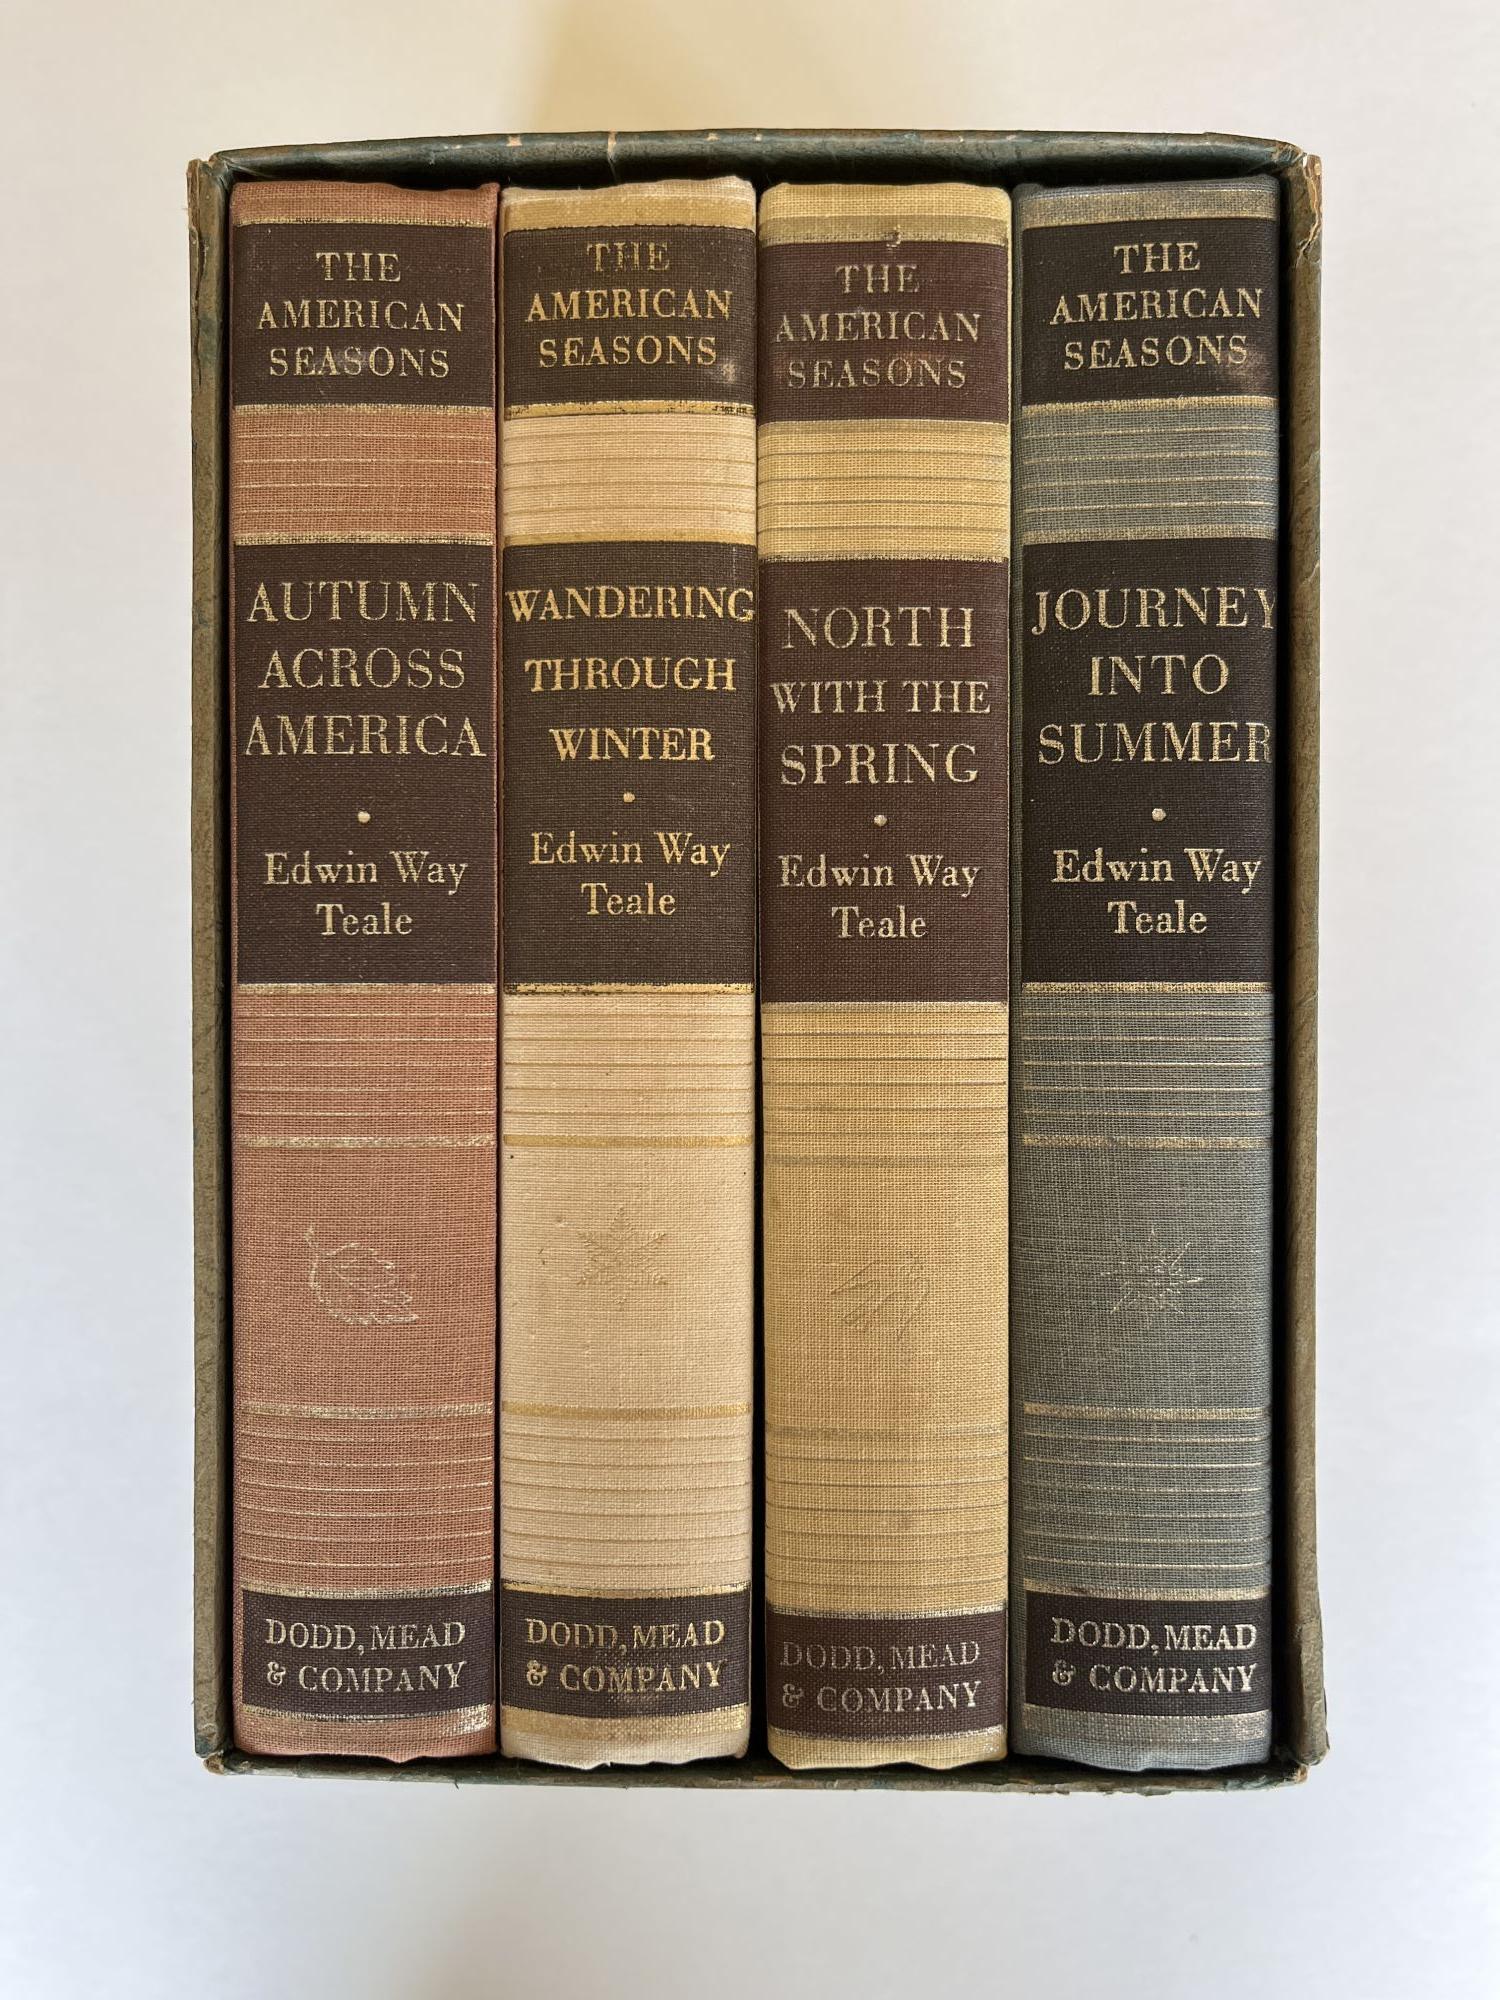 THE
AMERICAN
SEASONS
AUTUMN
ACROSS
AMERICA
Edwin Way
Teale
DODD, MEAD
& COMPANY
THE
AMERICAN
SEASONS
WANDERING
THROUGH
WINTER
Edwin Way
Teale
DODD, MEAD
& COMPANY
THE
AMERICAN
SEASONS
NORTH
WITH THE
SPRING
Edwin Way
Teale
DODD, MEAD
& COMPANY
THE
AMERICAN
SEASONS
JOURNEY
INTO
SUMMER
Edwin Way
Teale
DODD, MEAD
& COMPANY